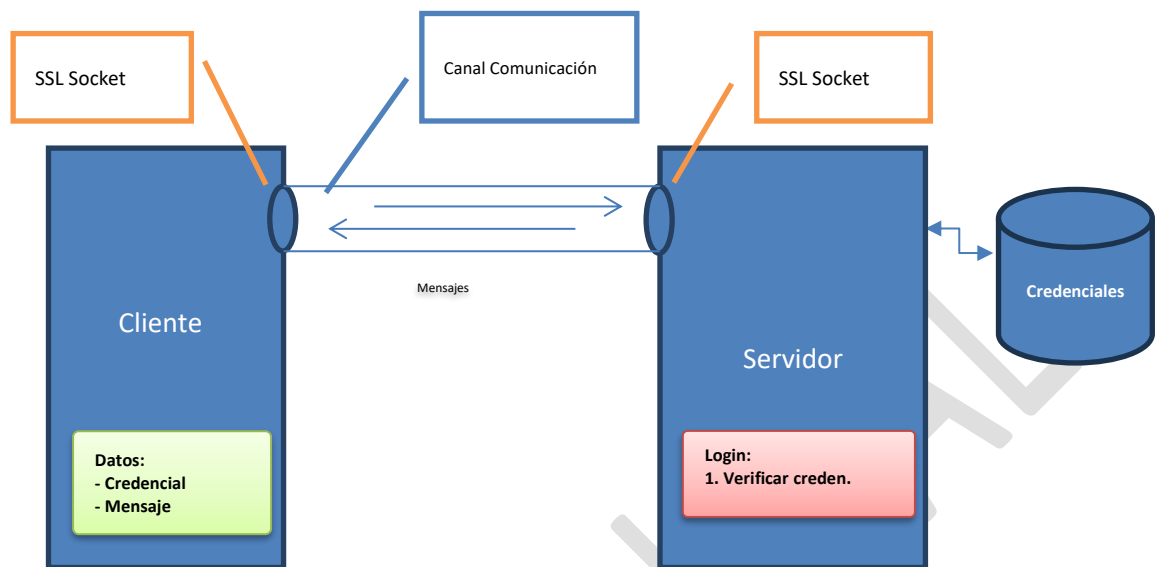 SSL Socket
Canal Comunicación
SSL Socket
Mensajes
Cliente
Servidor
Credenciales
Datos:
- Credencial
- Mensaje
Login:
1. Verificar creden.